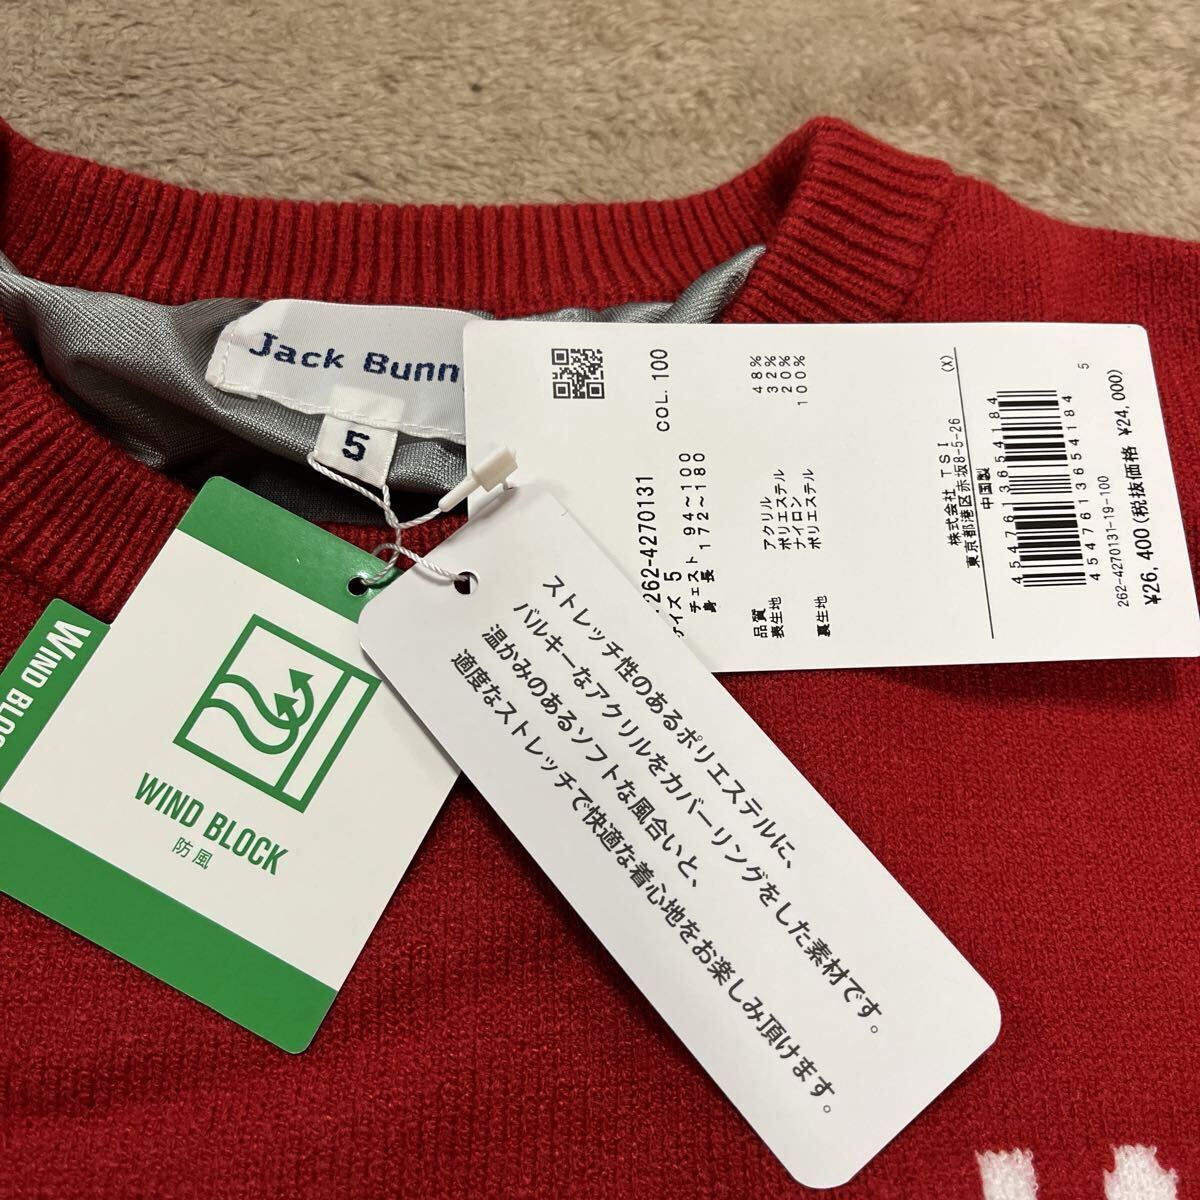 Jack Bunn
5
WIND BLOCK
防風
WIND BLOC
ストレッチ性のあるポリエステルに、
バルキーなアクリルをカバーリングをした素材です。
温かみのあるソフトな風合いと、
適度なストレッチで快適な着心地をお楽しみ頂けます。
262-4270131 COL. 100
サイズ 5
チェスト 94~100
身長 172~180
品質
表生地 アクリル 48%
ポリエステル 32%
ナイロン 20%
裏生地 ポリエステル 100%
株式会社 TSI (X)
東京都港区赤坂8-5-26
中国製
4547613654184
4547613654184 5
262-4270131-19-100
¥26,400(税抜価格 ¥24,000)